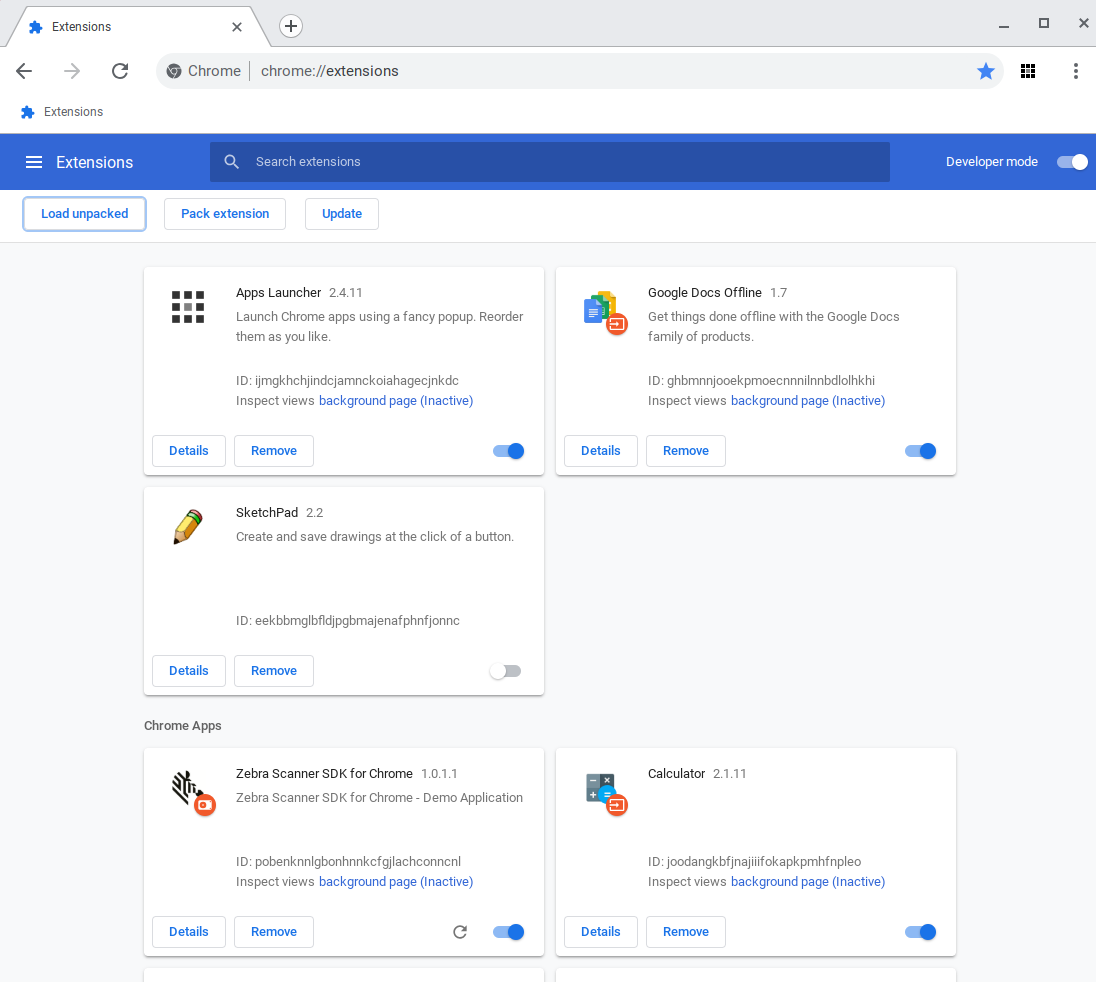 Extensions
Chrome
chrome://extensions
Extensions
Extensions
Search extensions
Developer mode
Load unpacked
Pack extension
Update
Apps Launcher 2.4.11
Launch Chrome apps using a fancy popup. Reorder
them as you like.
ID: ijmgkhchjindcjamnckoiahagecjnkdc
Inspect views background page (Inactive)
Details
Remove
Google Docs Offline 1.7
Get things done offline with the Google Docs
family of products.
ID: ghbmnnjooekpmoecnnnilnnbdlolhkhi
Inspect views background page (Inactive)
Details
Remove
SketchPad 2.2
Create and save drawings at the click of a button.
ID: eekbbmglbfldjpgbmajenafphnfjonnc
Details
Remove
Chrome Apps
Zebra Scanner SDK for Chrome 1.0.1.1
Zebra Scanner SDK for Chrome - Demo Application
ID: pobenknnlgbonhnnkcfgjlachconncnl
Inspect views background page (Inactive)
Details
Remove
Calculator 2.1.11
ID: joodangkbfjnajiiifokapkpmhfnpleo
Inspect views background page (Inactive)
Details
Remove